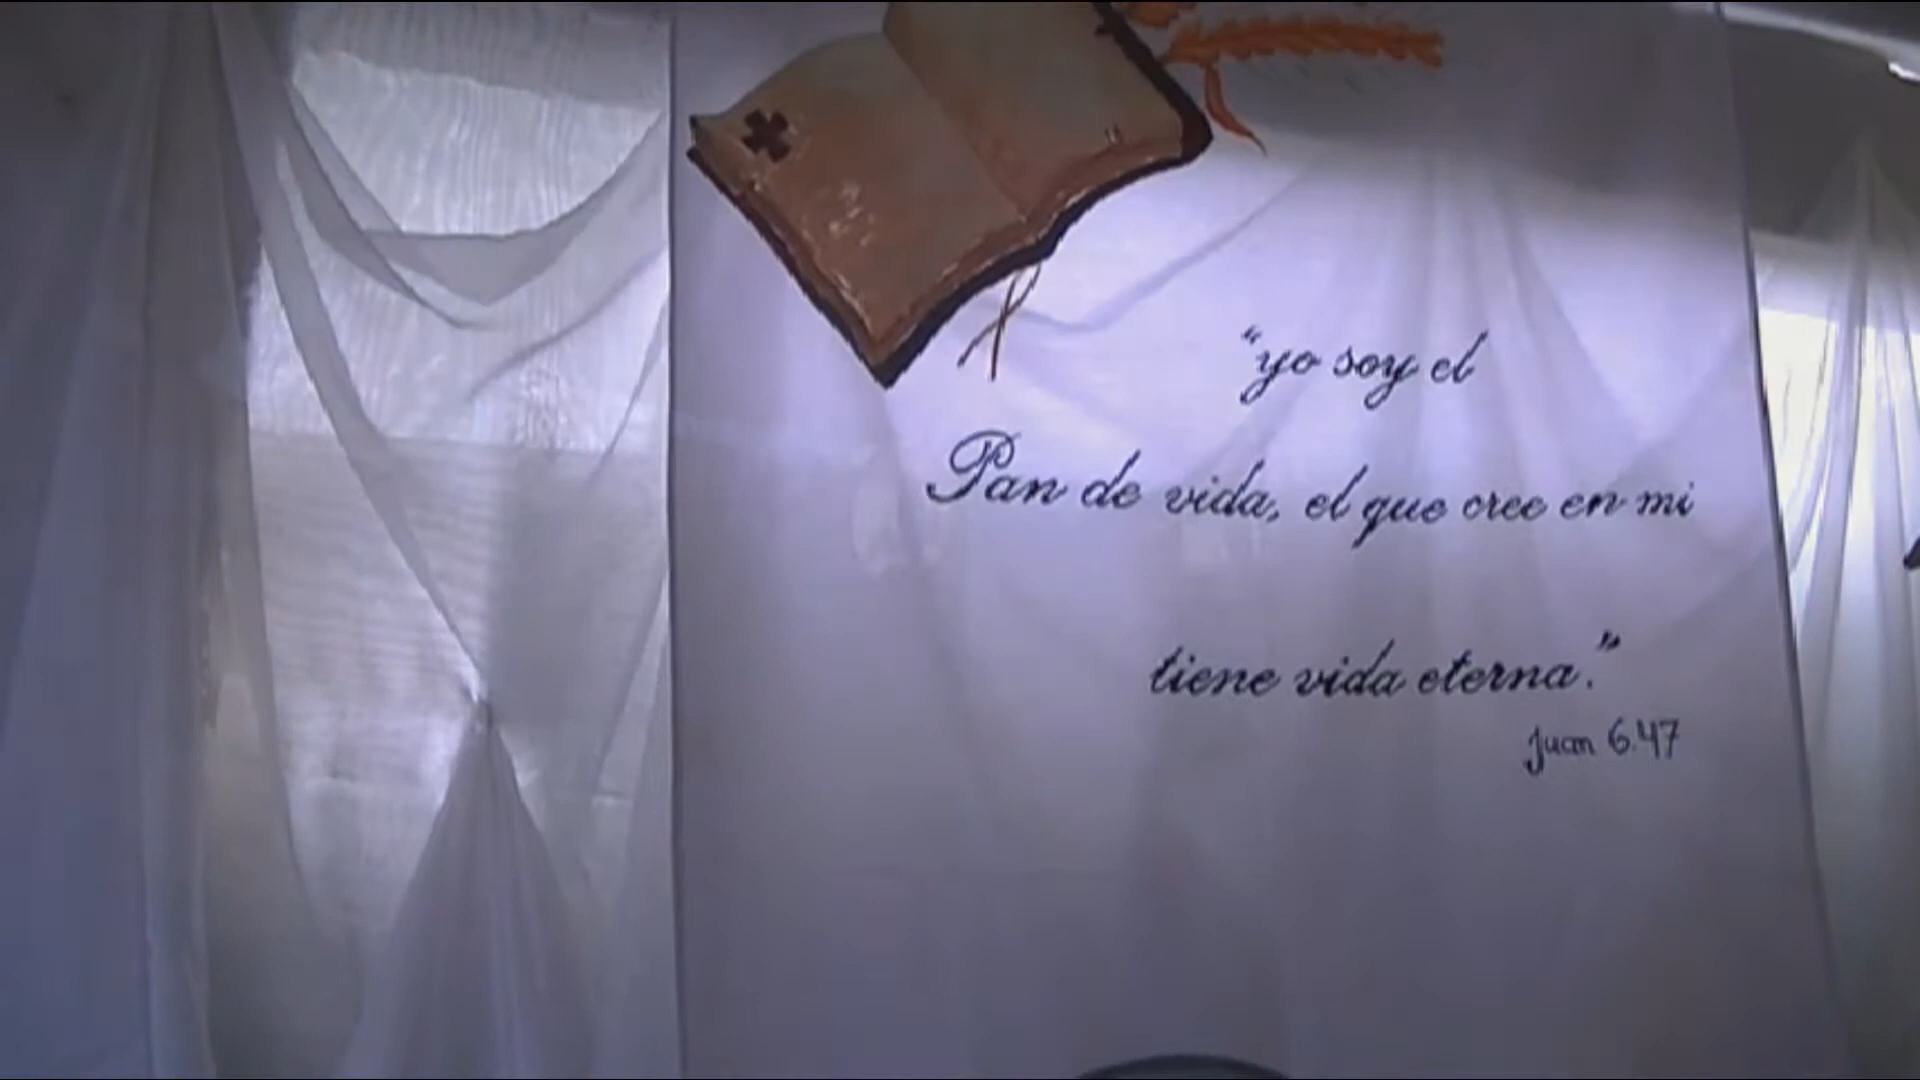 “yo soy el
Pan de vida, el que cree en mi
tiene vida eterna.”
Juan 6.47